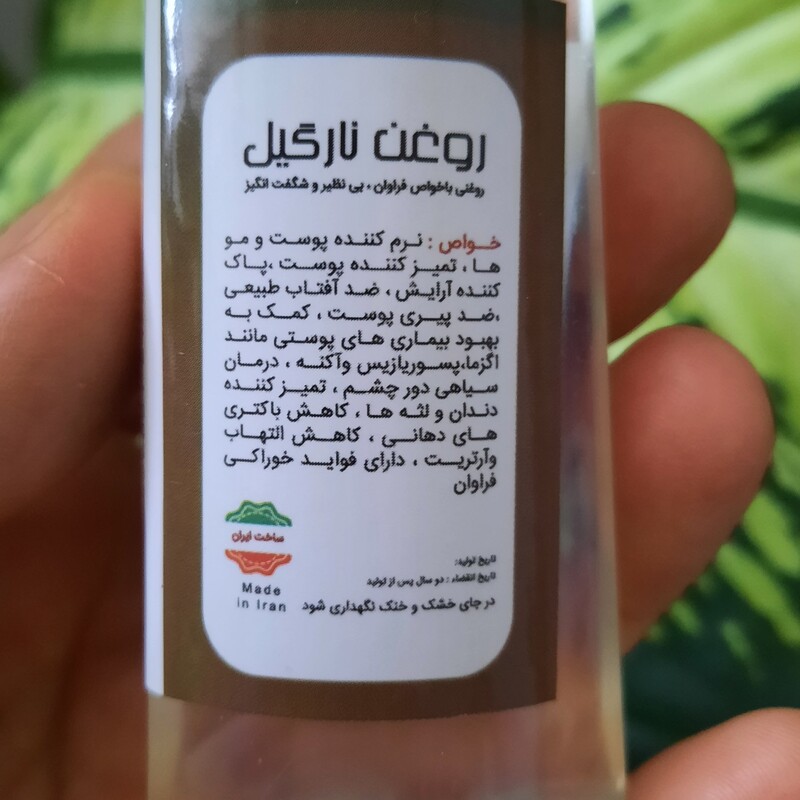 روغن نارگیل
روغنی باخواص فراوان ، بی نظیر و شگفت انگیز
خواص : نرم کننده پوست و مو
ها ، تمیز کننده پوست ،پاک
کننده آرایش ، ضد آفتاب طبیعی
،ضد پیری پوست ، کمک به
بهبود بیماری های پوستی مانند
اگزما،پسوریازیس وآکنه ، درمان
سیاهی دور چشم ، تمیز کننده
دندان و لثه ها ، کاهش باکتری
های دهانی ، کاهش التهاب
وآرتریت ، دارای فواید خوراکی
فراوان
ساخت ایران
Made
in Iran
تاریخ تولید:
تاریخ انقضاء : دو سال پس از تولید
در جای خشک و خنک نگهداری شود